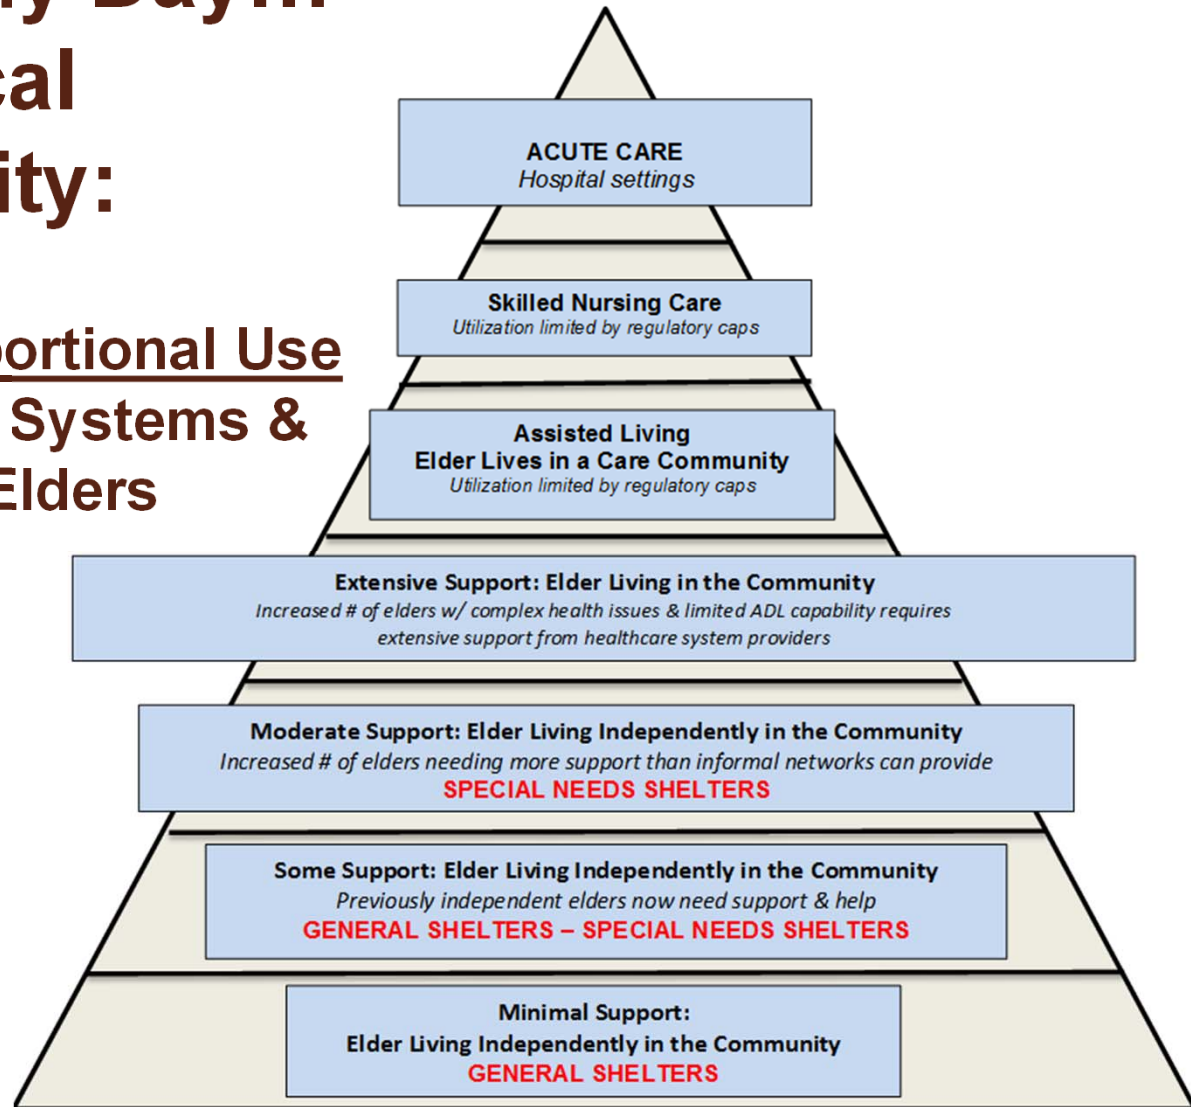 cal
ity:
portional Use
Systems &
Elders
ACUTE CARE
Hospital settings
Skilled Nursing Care
Utilization limited by regulatory caps
Assisted Living
Elder Lives in a Care Community
Utilization limited by regulatory caps
Extensive Support: Elder Living in the Community
Increased # of elders w/ complex health issues & limited ADL capability requires
extensive support from healthcare system providers
Moderate Support: Elder Living Independently in the Community
Increased # of elders needing more support than informal networks can provide
SPECIAL NEEDS SHELTERS
Some Support: Elder Living Independently in the Community
Previously independent elders now need support & help
GENERAL SHELTERS – SPECIAL NEEDS SHELTERS
Minimal Support:
Elder Living Independently in the Community
GENERAL SHELTERS